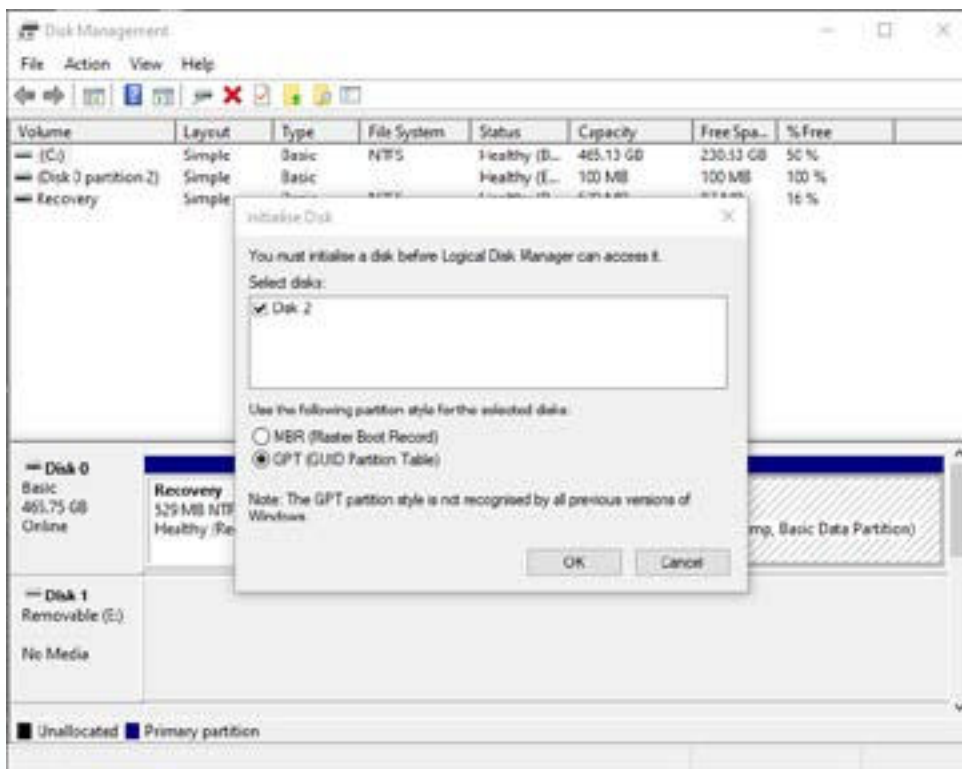 Disk Management
File Action View Help
Volume Layout Type File System Status Capacity Free Spa... % Free
(C:) Simple Basic NTFS Healthy (B... 465.13 GB 230.53 GB 50 %
(Disk 0 partition 2) Simple Basic Healthy (E... 100 MB 100 MB 100 %
Recovery Simple 16 %
Initialise Disk
You must initialise a disk before Logical Disk Manager can access it.
Select disks:
Disk 2
Use the following partition style for the selected disks:
MBR (Master Boot Record)
GPT (GUID Partition Table)
Note: The GPT partition style is not recognised by all previous versions of
Windows.
OK Cancel
Disk 0
Basic
465.75 GB
Online
Recovery
529 MB NTF
Healthy (Re
mp, Basic Data Partition)
Disk 1
Removable (E:)
No Media
Unallocated Primary partition